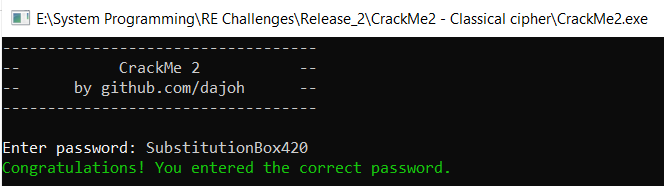 E:\System Programming\RE Challenges\Release_2\CrackMe2 - Classical cipher\CrackMe2.exe
----------------------------------
--           CrackMe 2          --
--      by github.com/dajoh     --
----------------------------------
Enter password: SubstitutionBox420
Congratulations! You entered the correct password.